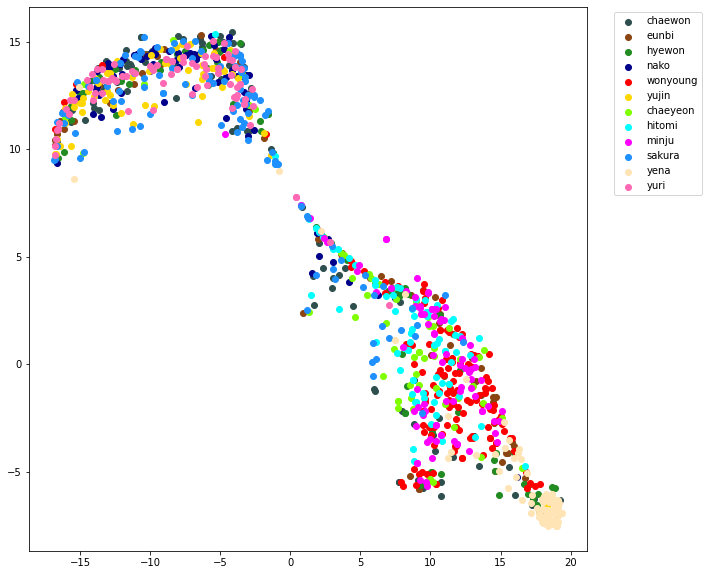 chaewon
eunbi
hyewon
nako
wonyoung
yujin
chaeyeon
hitomi
minju
sakura
yena
yuri
15
10
5
0
−5
−15
−10
−5
0
5
10
15
20